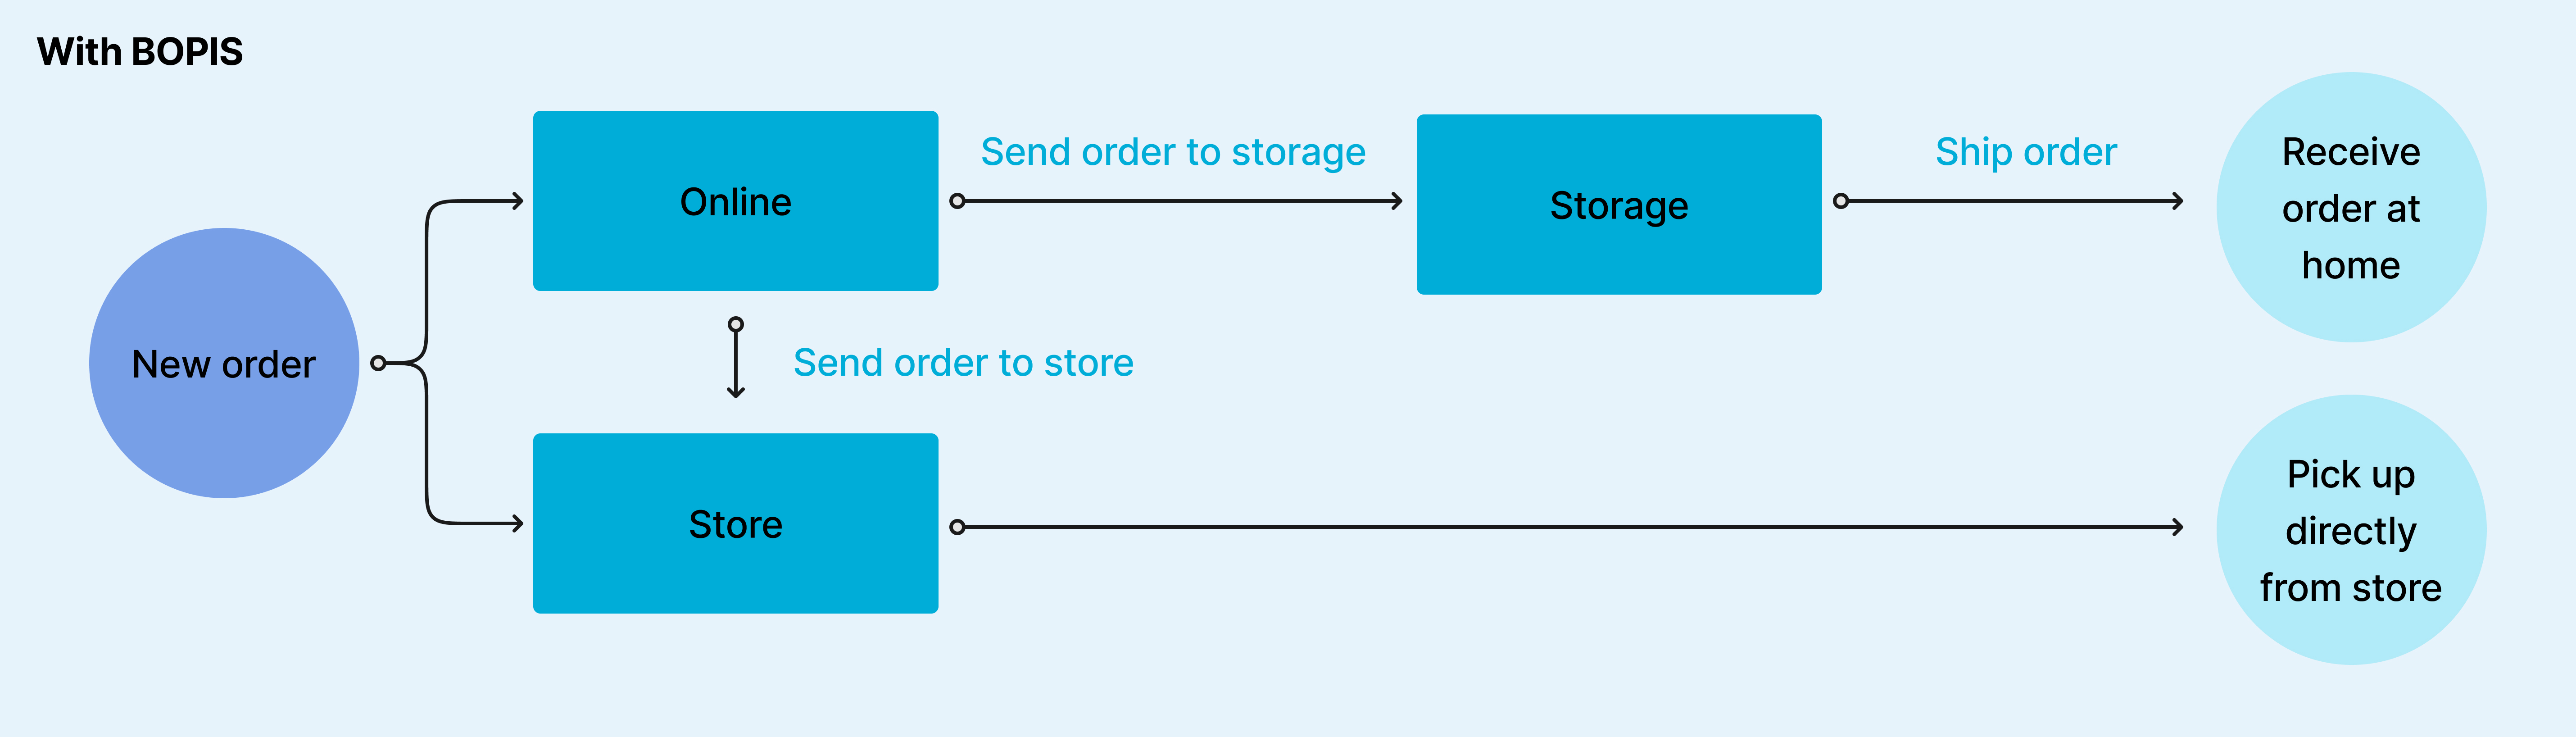 With BOPIS
Online
Send order to storage
Storage
Ship order
Receive
order at
home
New order
Send order to store
Store
Pick up
directly
from store